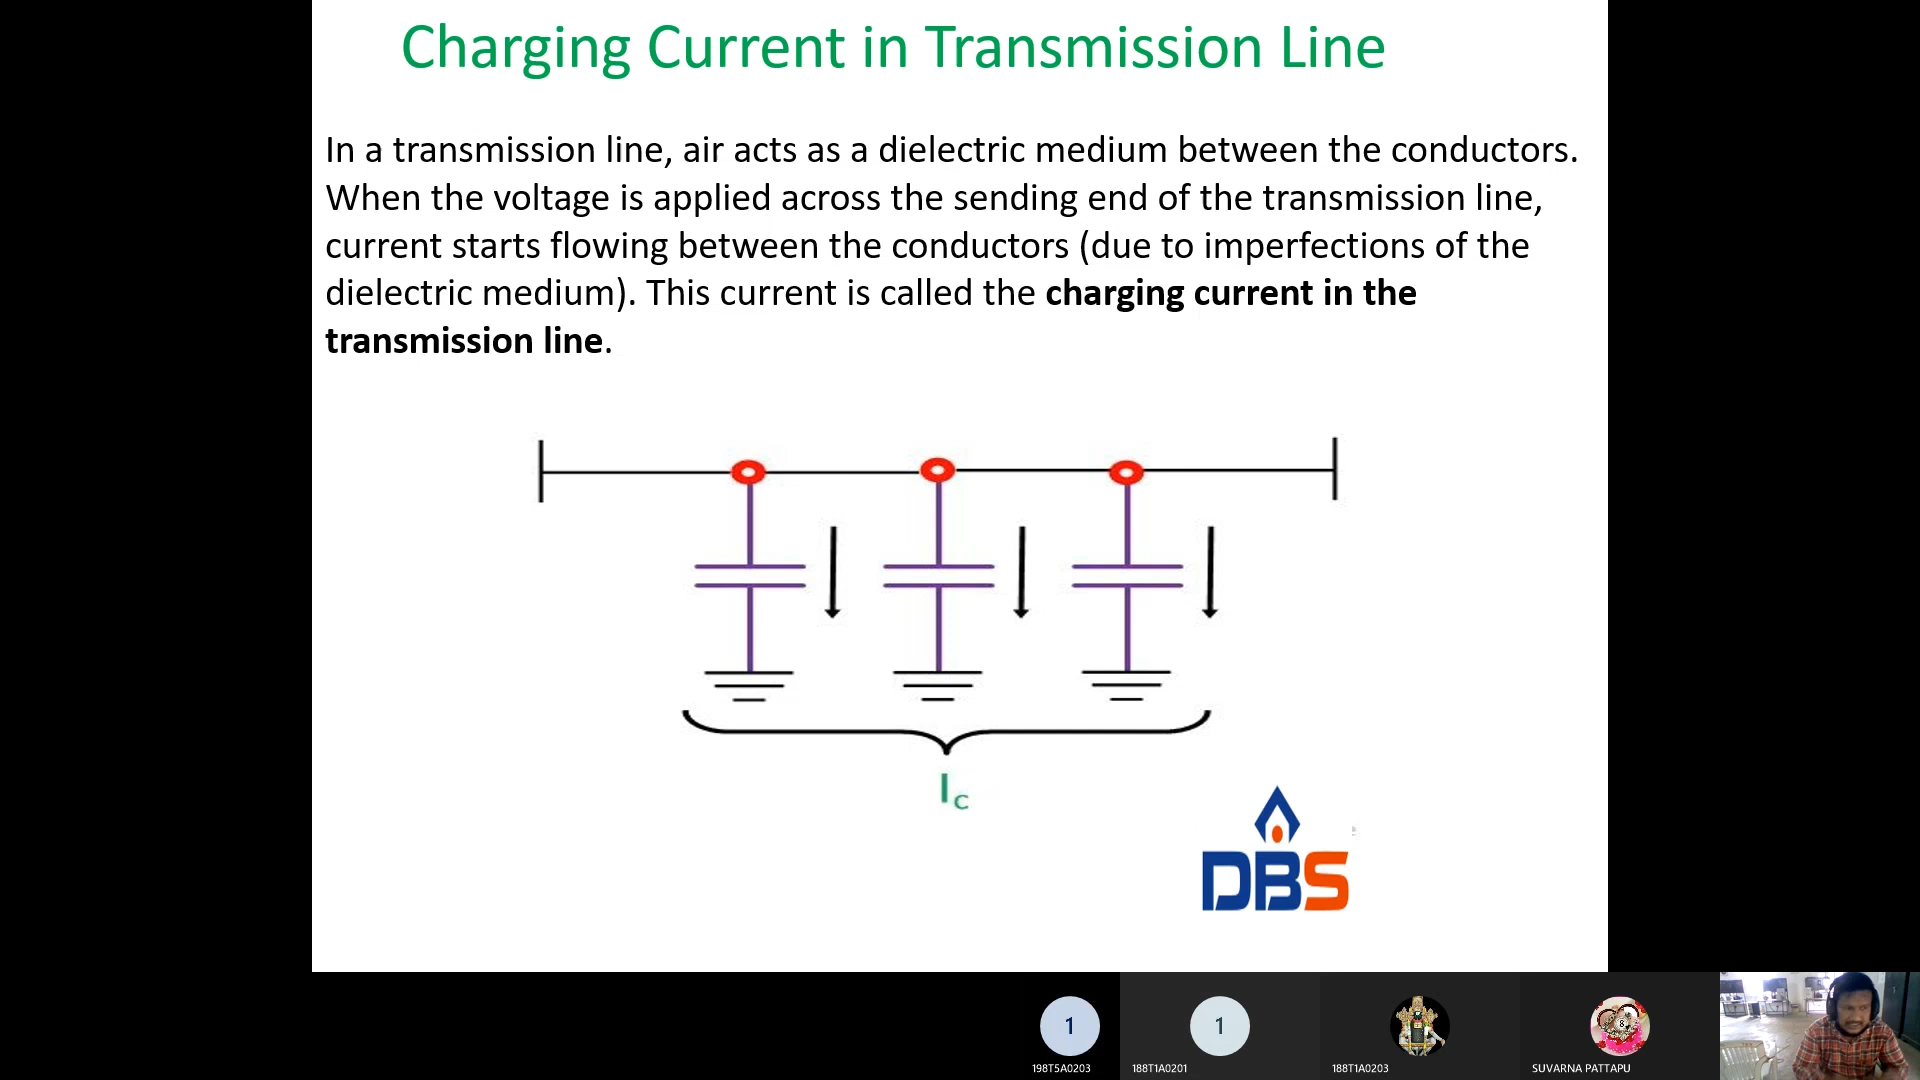 Charging Current in Transmission Line
In a transmission line, air acts as a dielectric medium between the conductors.
When the voltage is applied across the sending end of the transmission line,
current starts flowing between the conductors (due to imperfections of the
dielectric medium). This current is called the charging current in the
transmission line.
Ic
DBS
1
1
198T5A0203
188T1A0201
188T1A0203
SUVARNA PATTAPU